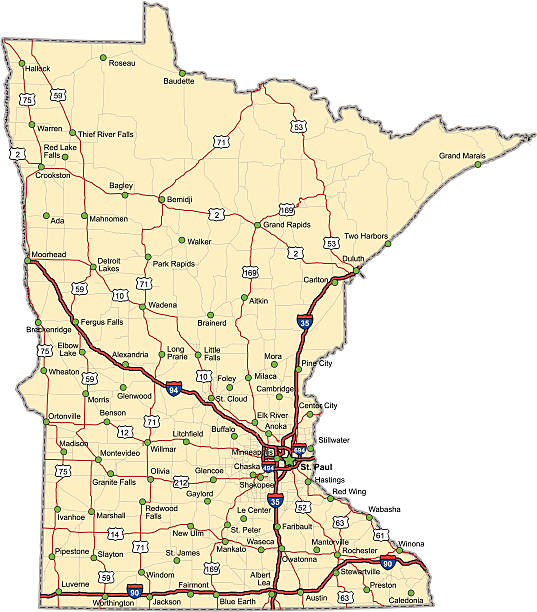 Hallock
Roseau
Baudette
75
59
Warren
Thief River Falls
53
71
Red Lake
Falls
2
Crookston
Grand Marais
Bagley
Bemidji
Ada
Mahnomen
2
169
Grand Rapids
Walker
53
Two Harbors
2
Moorhead
Detroit
Lakes
Park Rapids
Duluth
169
Carlton
71
59
10
Aitkin
Wadena
Breckenridge
Fergus Falls
Brainerd
35
75
Elbow
Lake
Long
Prarie
Little
Falls
Mora
Alexandria
Pine City
Wheaton
59
10
Foley
Milaca
94
Glenwood
Cambridge
Morris
St. Cloud
Center City
Ortonville
Benson
71
Elk River
Anoka
12
Litchfield
Buffalo
Stillwater
Madison
Willmar
Minneapolis
694
Montevideo
St. Paul
75
Olivia
Glencoe
Chaska
494
Granite Falls
212
Shakopee
Hastings
Gaylord
35
Red Wing
Ivanhoe
Marshall
Redwood
Falls
Le Center
52
Wabasha
63
St. Peter
Faribault
14
New Ulm
61
71
Waseca
Mantorville
Winona
Pipestone
Slayton
St. James
Mankato
Owatonna
Rochester
90
169
Stewartville
59
Windom
63
Luverne
Fairmont
Albert
Lea
Preston
90
Worthington
Jackson
Blue Earth
Austin
Caledonia